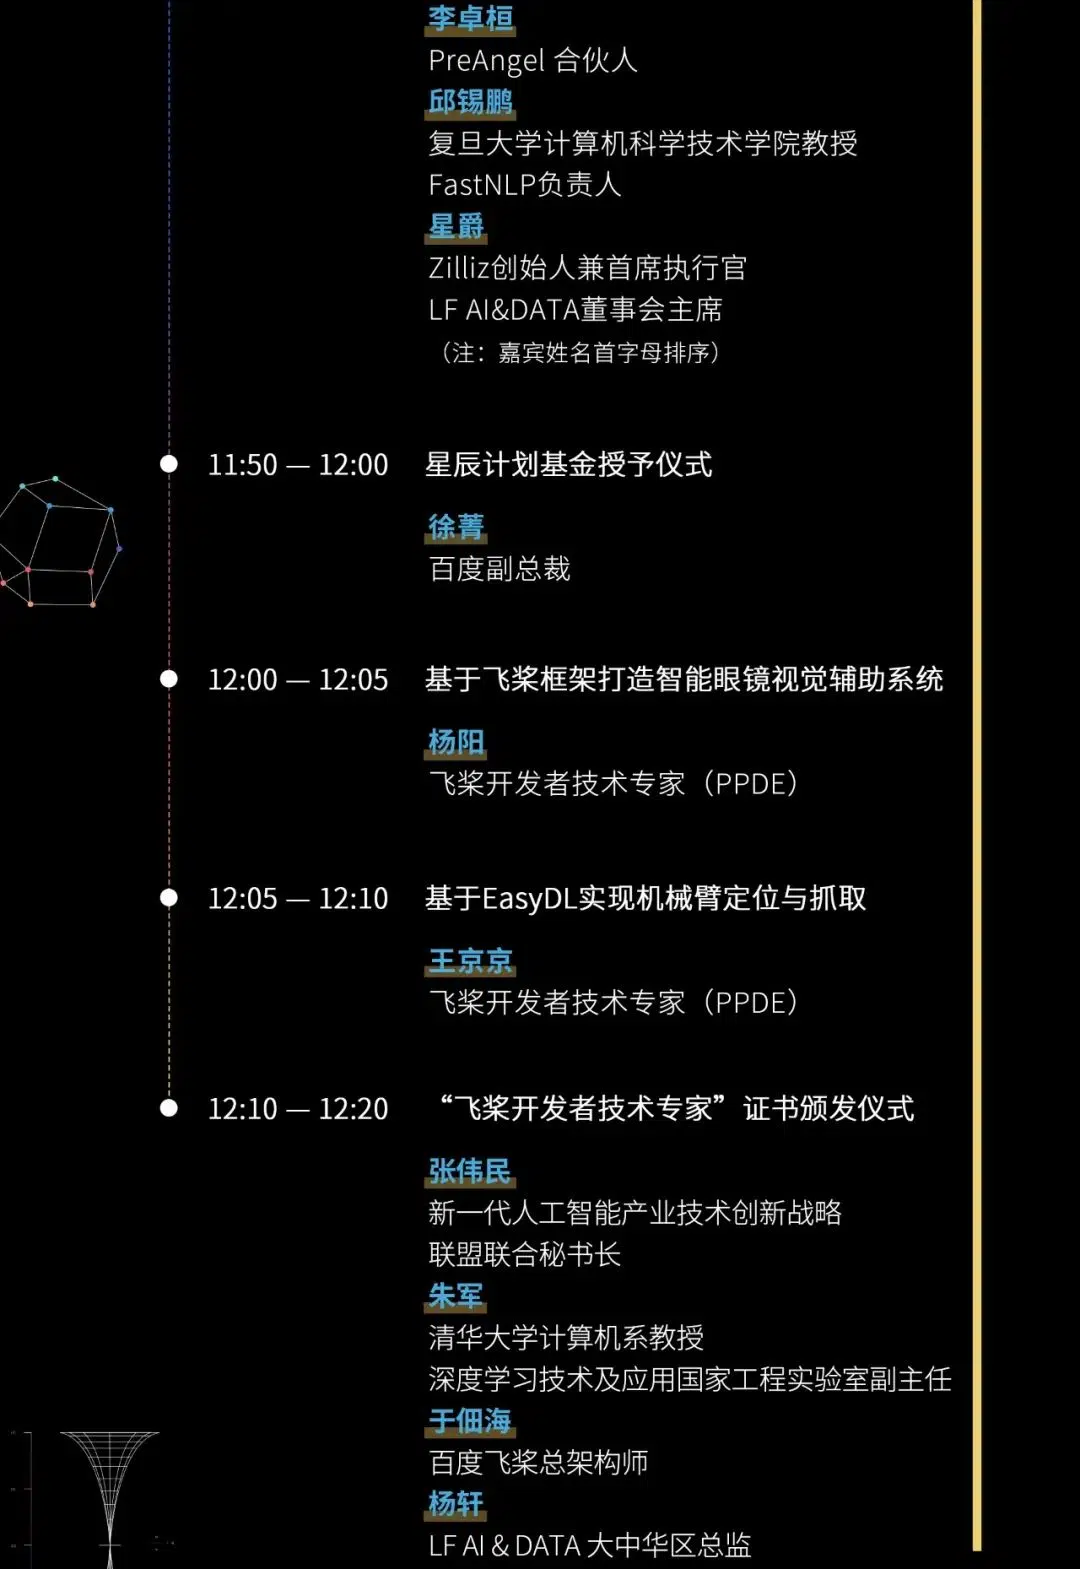 李卓桓
PreAngel 合伙人
邱锡鹏
复旦大学计算机科学技术学院教授
FastNLP负责人
星爵
Zilliz创始人兼首席执行官
LF AI&DATA董事会主席
（注：嘉宾姓名首字母排序）
11:50 — 12:00 星辰计划基金授予仪式
徐菁
百度副总裁
12:00 — 12:05 基于飞桨框架打造智能眼镜视觉辅助系统
杨阳
飞桨开发者技术专家（PPDE）
12:05 — 12:10 基于EasyDL实现机械臂定位与抓取
王京京
飞桨开发者技术专家（PPDE）
12:10 — 12:20 “飞桨开发者技术专家”证书颁发仪式
张伟民
新一代人工智能产业技术创新战略
联盟联合秘书长
朱军
清华大学计算机系教授
深度学习技术及应用国家工程实验室副主任
于佃海
百度飞桨总架构师
杨轩
LF AI & DATA 大中华区总监